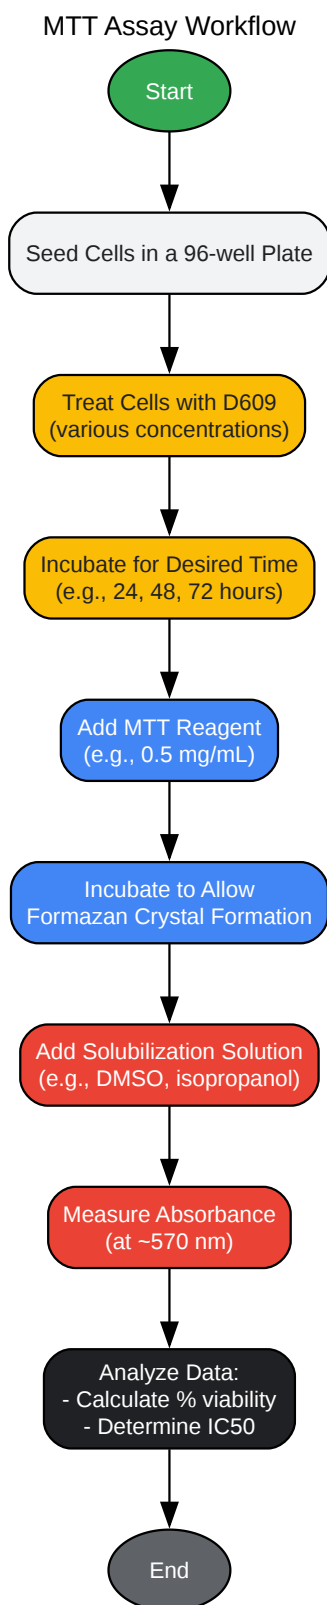 MTT Assay Workflow
Start
Seed Cells in a 96-well Plate
Treat Cells with D609
(various concentrations)
Incubate for Desired Time
(e.g., 24, 48, 72 hours)
Add MTT Reagent
(e.g., 0.5 mg/mL)
Incubate to Allow
Formazan Crystal Formation
Add Solubilization Solution
(e.g., DMSO, isopropanol)
Measure Absorbance
(at ~570 nm)
Analyze Data:
- Calculate % viability
- Determine IC50
End